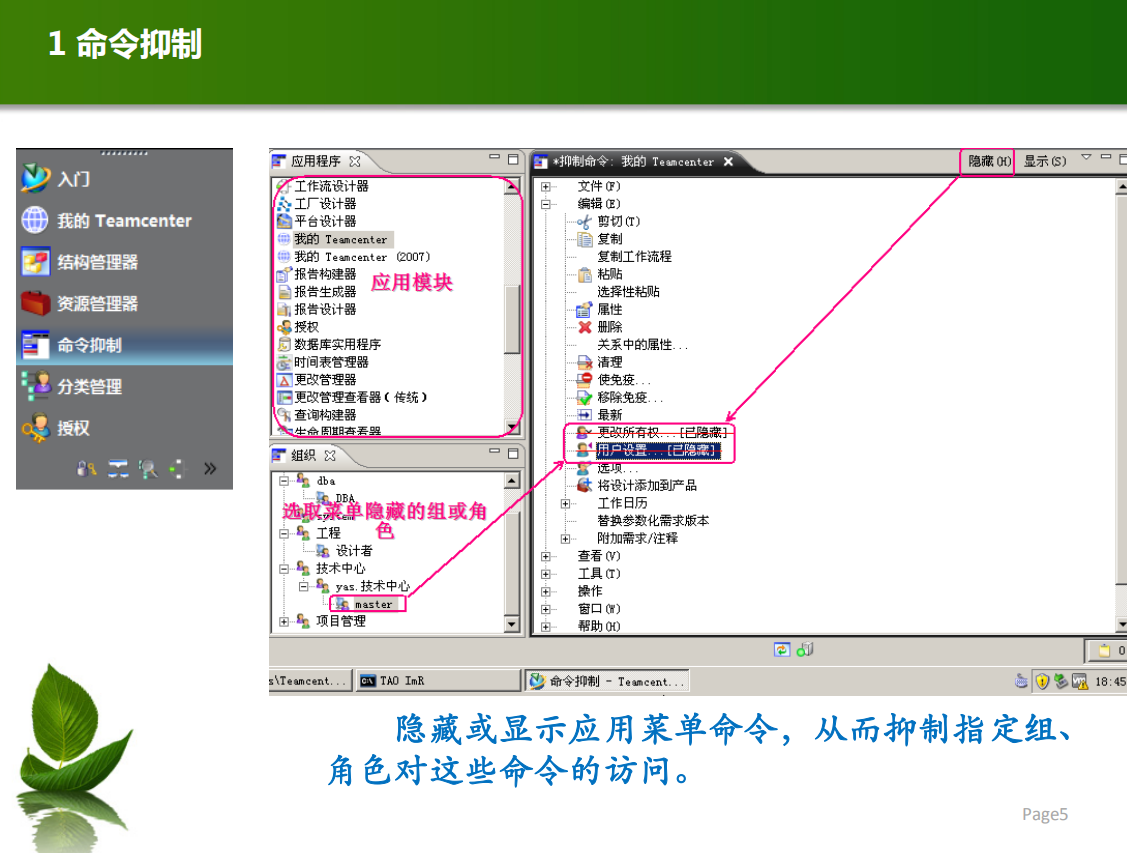 1 命令抑制
入门
我的 Teamcenter
结构管理器
资源管理器
命令抑制
分类管理
授权
»
应用程序
工作流设计器
工厂设计器
平台设计器
我的 Teamcenter
我的 Teamcenter (2007)
报告构建器
报告生成器
报告设计器
授权
数据库实用程序
时间表管理器
更改管理器
更改管理查看器(传统)
查询构建器
生命周期查看器
应用模块
组织
dba
DBA
system
工程
设计者
技术中心
yas.技术中心
master
项目管理
选取菜单隐藏的组或角
色
*抑制命令: 我的 Teamcenter
隐藏(H) 显示(S)
文件(F)
编辑(E)
剪切(T)
复制
复制工作流程
粘贴
选择性粘贴
属性
删除
关系中的属性...
清理
使免疫...
移除免疫...
最新
更改所有权...[已隐藏]
用户设置...[已隐藏]
选项...
将设计添加到产品
工作日历
替换参数化需求版本
附加需求/注释
查看(V)
工具(T)
操作
窗口(W)
帮助(H)
0
s\Teamcent...
TAO ImR
命令抑制 - Teamcent...
18:45
隐藏或显示应用菜单命令，从而抑制指定组、
角色对这些命令的访问。
Page5